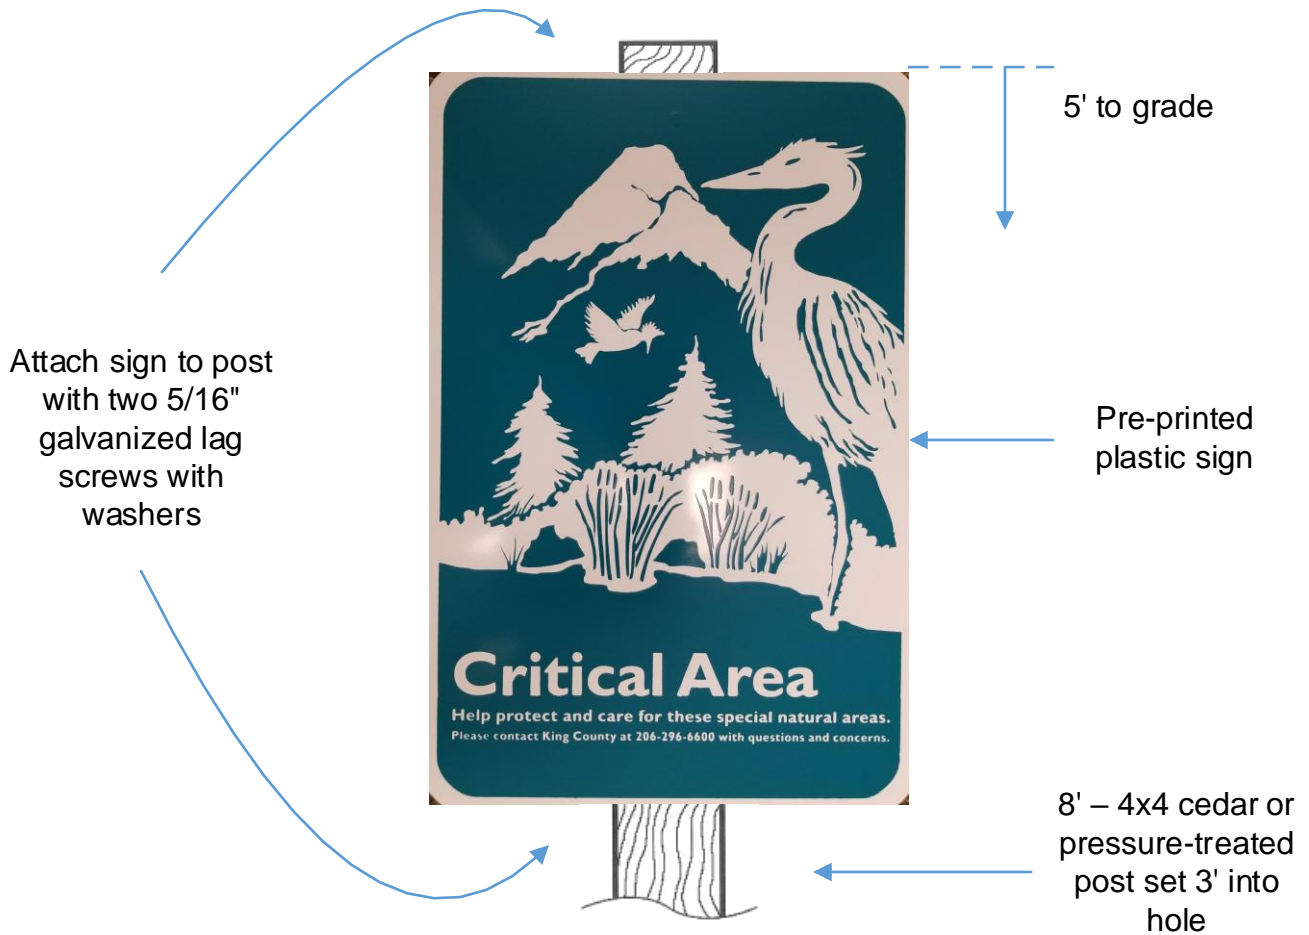 5' to grade
Attach sign to post
with two 5/16"
galvanized lag
screws with
washers
Pre-printed
plastic sign
Critical Area
Help protect and care for these special natural areas.
Please contact King County at 206-296-6600 with questions and concerns.
8' – 4x4 cedar or
pressure-treated
post set 3' into
hole